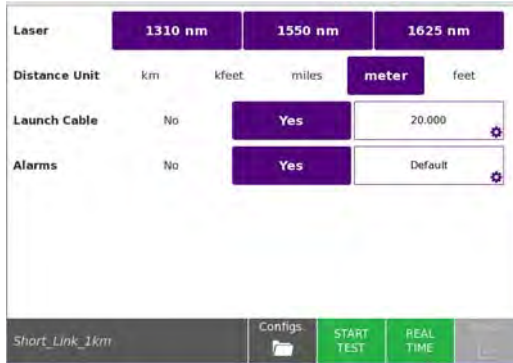 Laser 1310 nm 1550 nm 1625 nm
Distance Unit km kfeet miles meter feet
Launch Cable No Yes 20.000
Alarms No Yes Default
Short_Link_1km
Configs.
START
TEST
REAL
TIME